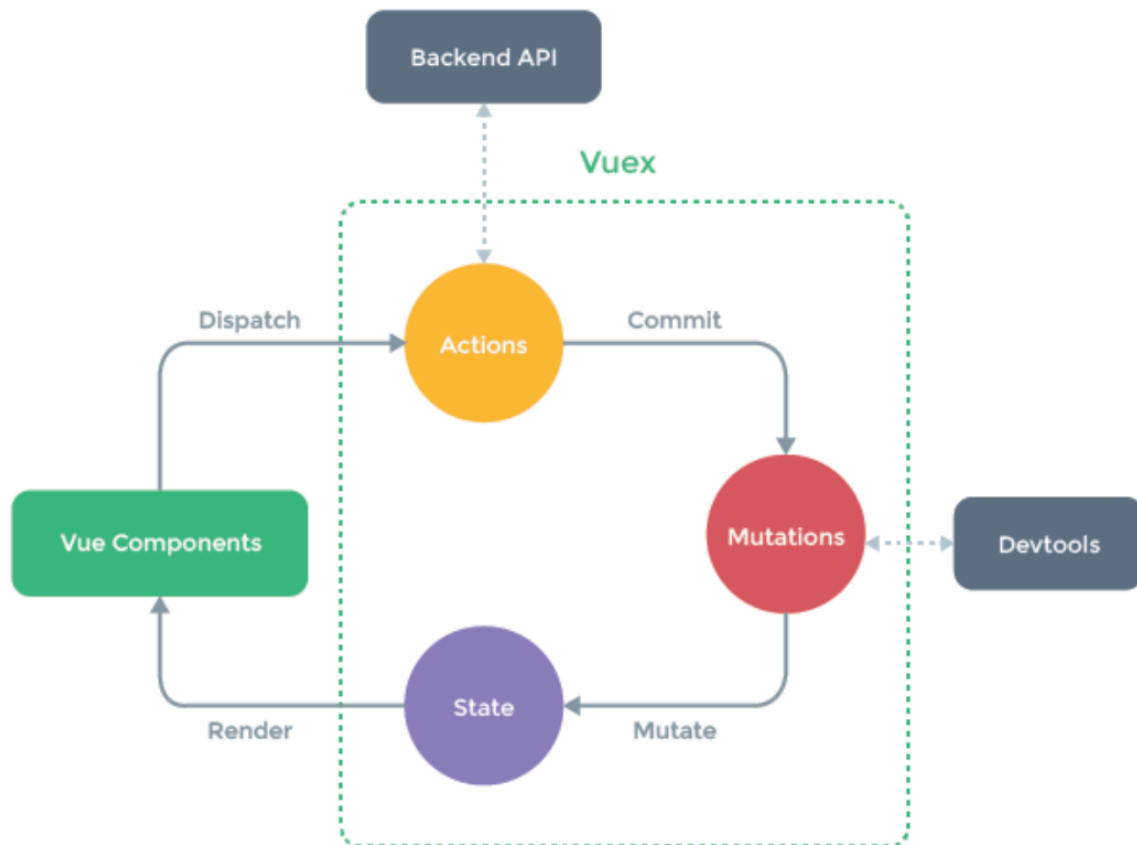 Backend API
Vuex
Dispatch
Commit
Actions
Vue Components
Mutations
Devtools
State
Render
Mutate